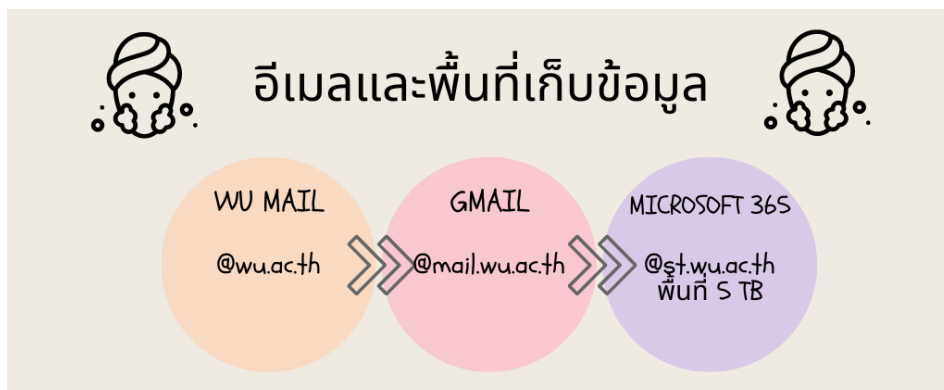 อีเมลและพื้นที่เก็บข้อมูล
WU MAIL
@wu.ac.th
GMAIL
@mail.wu.ac.th
MICROSOFT 365
@st.wu.ac.th
พื้นที่ 5 TB